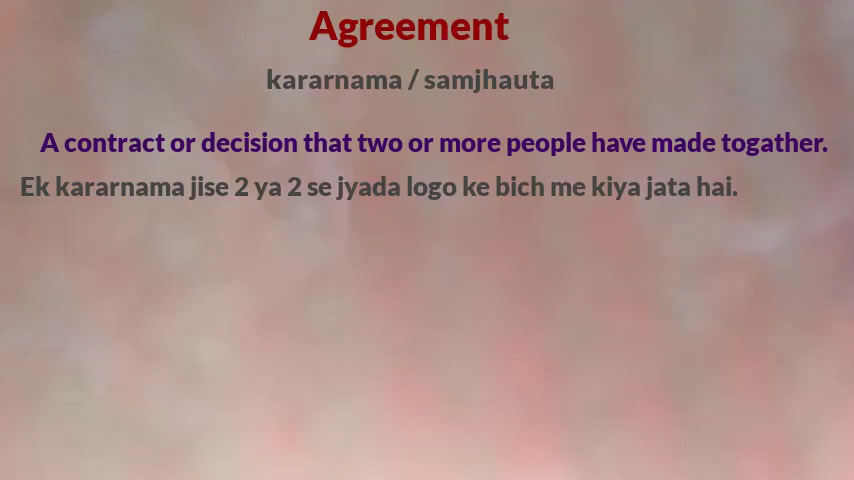 Agreement
kararnama / samjhauta
A contract or decision that two or more people have made togather.
Ek kararnama jise 2 ya 2 se jyada logo ke bich me kiya jata hai.